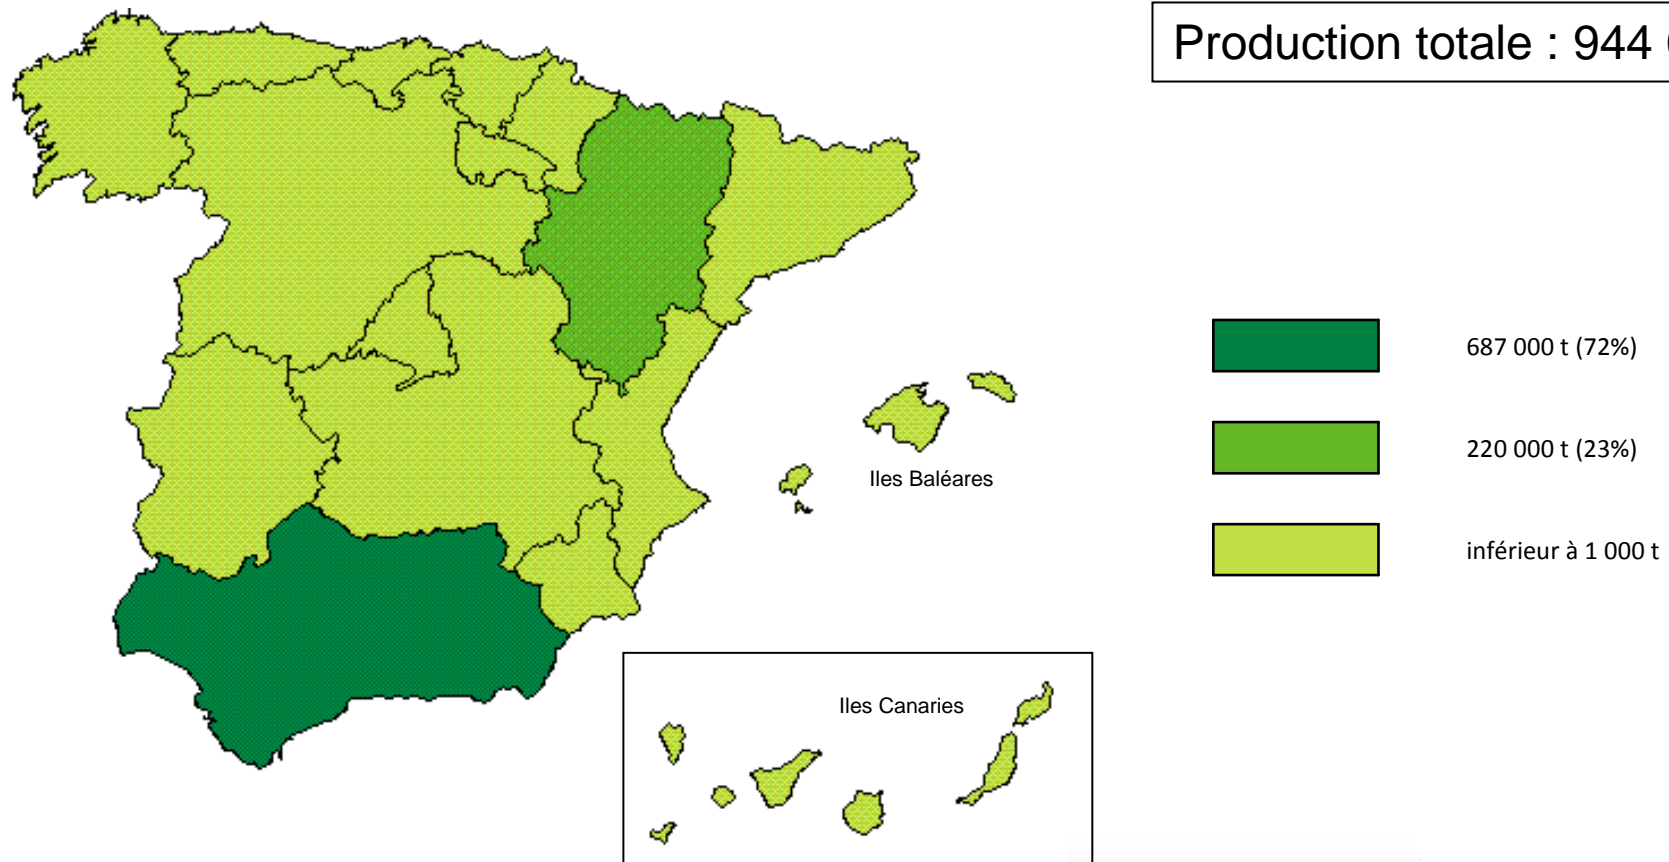 Production totale : 944
687 000 t (72%)
220 000 t (23%)
Iles Baléares
inférieur à 1 000 t
Iles Canaries